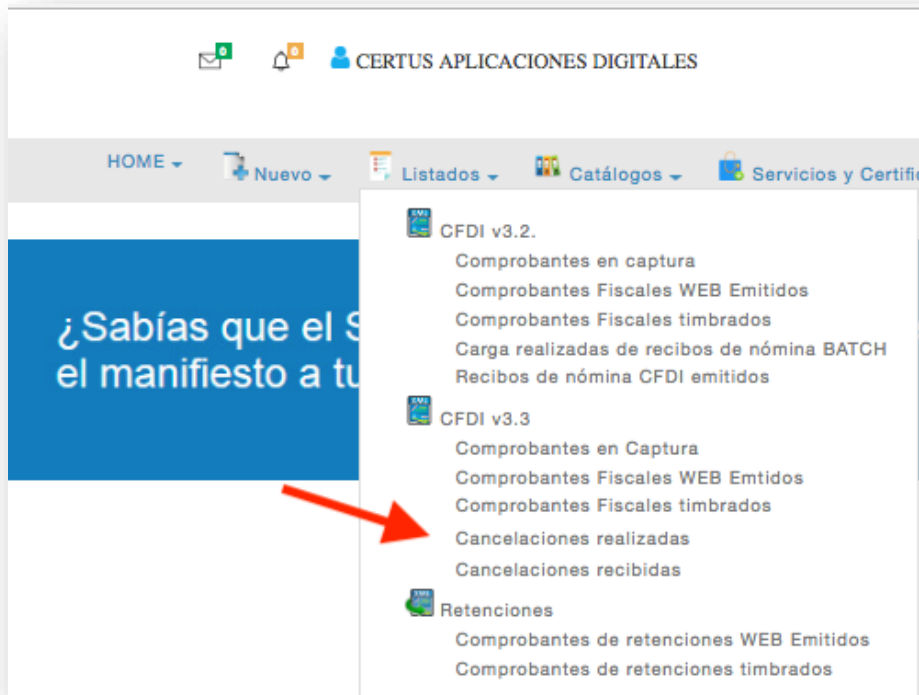 0 0 CERTUS APLICACIONES DIGITALES
HOME Nuevo Listados Catálogos Servicios y Certific
CFDI v3.2.
Comprobantes en captura
Comprobantes Fiscales WEB Emitidos
Comprobantes Fiscales timbrados
Carga realizadas de recibos de nómina BATCH
Recibos de nómina CFDI emitidos
CFDI v3.3
Comprobantes en Captura
Comprobantes Fiscales WEB Emtidos
Comprobantes Fiscales timbrados
Cancelaciones realizadas
Cancelaciones recibidas
Retenciones
Comprobantes de retenciones WEB Emitidos
Comprobantes de retenciones timbrados
¿Sabías que el S
el manifiesto a tu